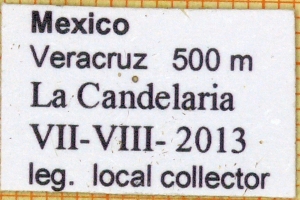 Mexico
Veracruz 500 m
La Candelaria
VII-VIII- 2013
leg. local collector